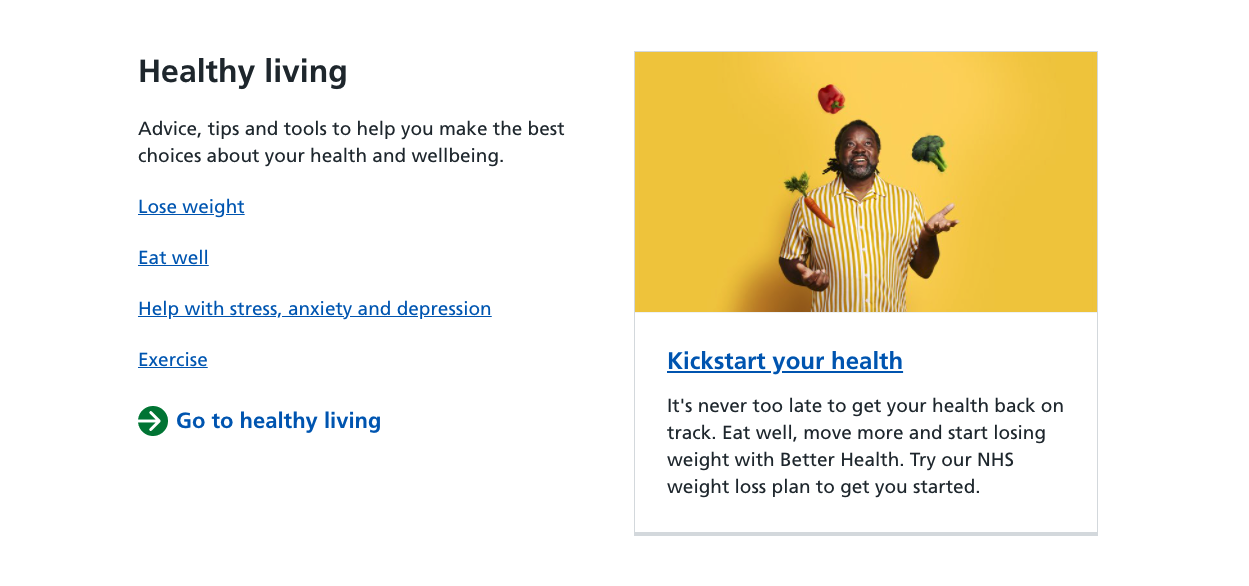 Healthy living
Advice, tips and tools to help you make the best
choices about your health and wellbeing.
Lose weight
Eat well
Help with stress, anxiety and depression
Exercise
Go to healthy living
Kickstart your health
It's never too late to get your health back on
track. Eat well, move more and start losing
weight with Better Health. Try our NHS
weight loss plan to get you started.